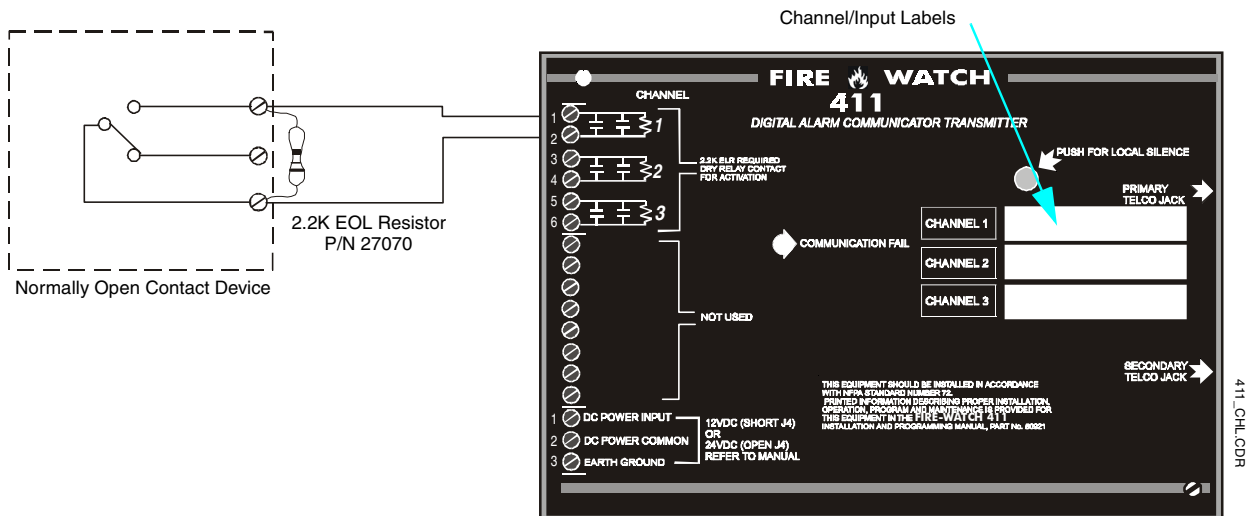 Channel/Input Labels
FIRE WATCH
411
DIGITAL ALARM COMMUNICATOR TRANSMITTER
CHANNEL
1
2
3
4
5
6
1
2
3
2.2K ELR REQUIRED
DRY RELAY CONTACT
FOR ACTIVATION
PUSH FOR LOCAL SILENCE
PRIMARY
TELCO JACK
2.2K EOL Resistor
P/N 27070
Normally Open Contact Device
COMMUNICATION FAIL
CHANNEL 1
CHANNEL 2
CHANNEL 3
NOT USED
SECONDARY
TELCO JACK
THIS EQUIPMENT SHOULD BE INSTALLED IN ACCORDANCE
WITH NFPA STANDARD NUMBER 72.
PRINTED INFORMATION DESCRIBING PROPER INSTALLATION,
OPERATION, PROGRAM AND MAINTENANCE IS PROVIDED FOR
THIS EQUIPMENT IN THE FIRE-WATCH 411
INSTALLATION AND PROGRAMMING MANUAL, PART No. 50921
1 DC POWER INPUT
2 DC POWER COMMON
3 EARTH GROUND
12VDC (SHORT J4)
OR
24VDC (OPEN J4)
REFER TO MANUAL
411_CHL.CDR